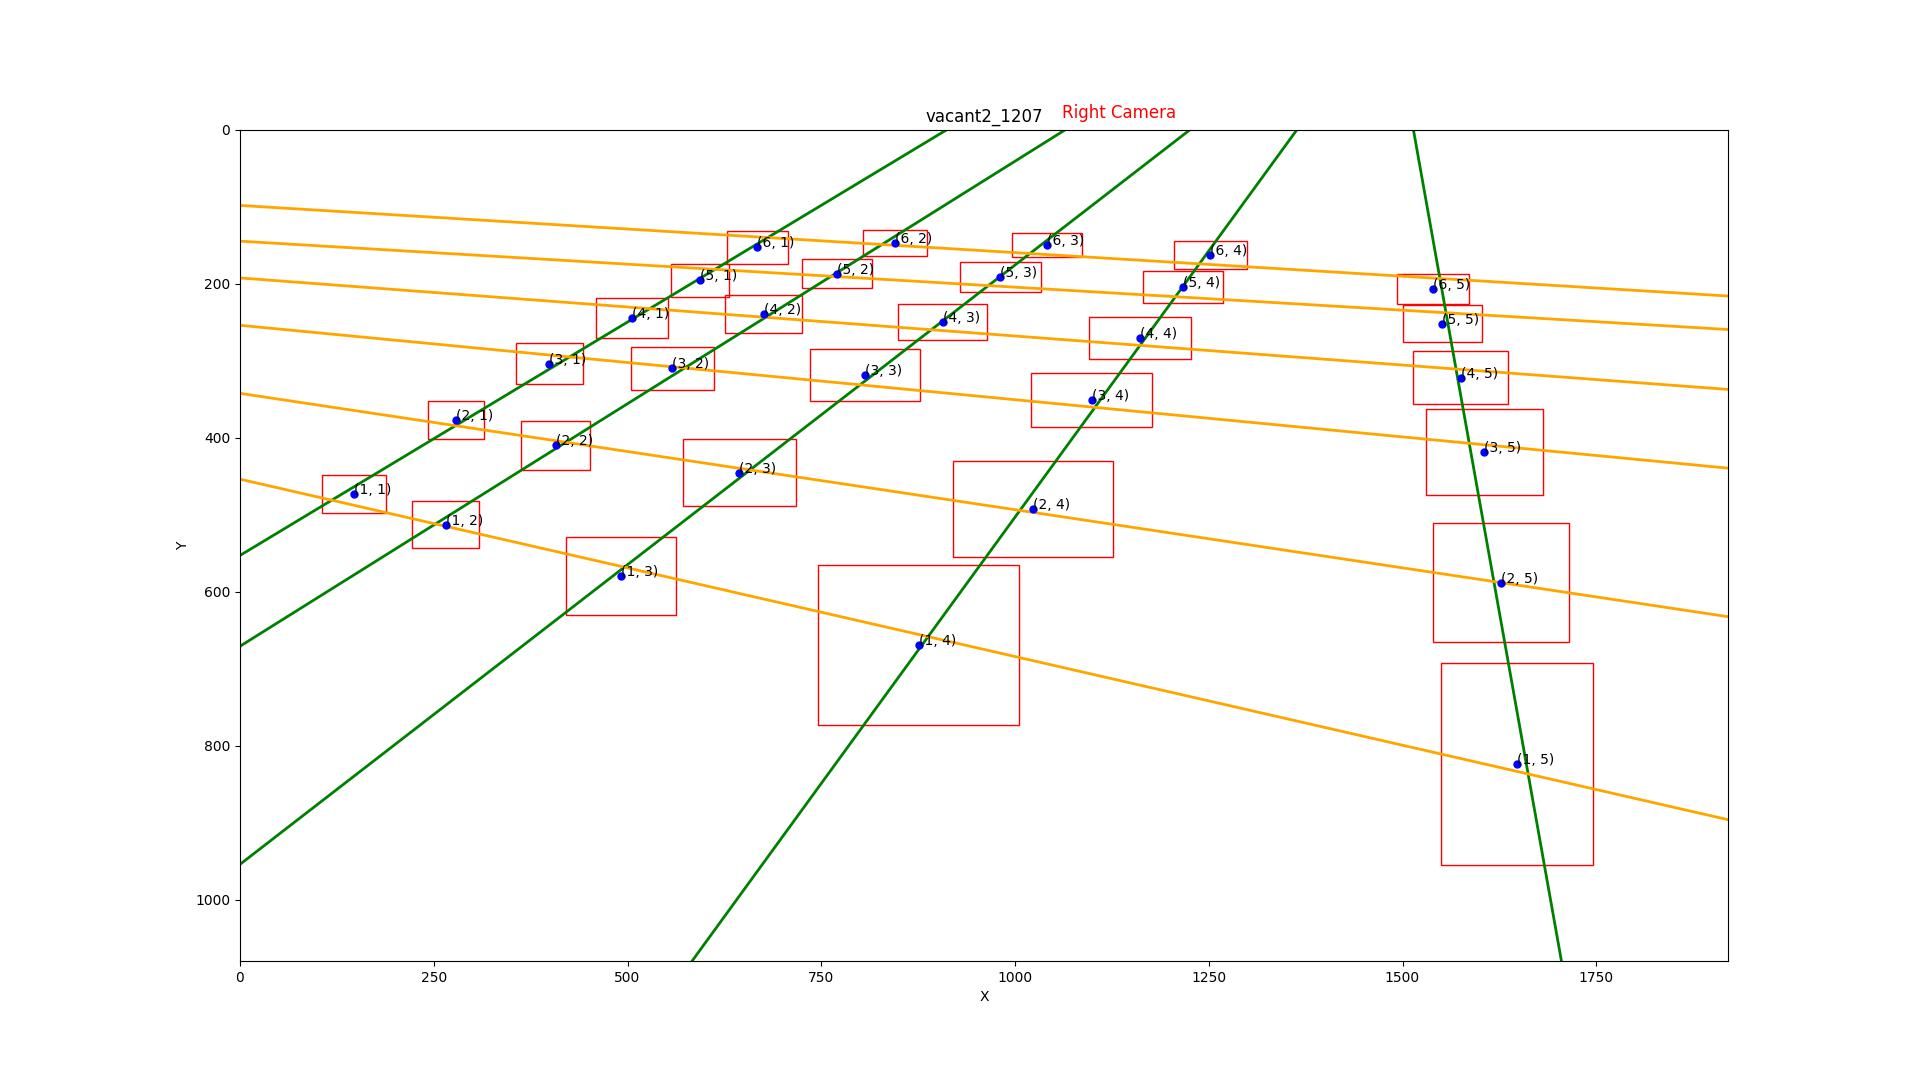 vacant2_1207 Right Camera
0
(6, 1) (6, 2) (6, 3) (6, 4) (6, 5)
200
(5, 1) (5, 2) (5, 3) (5, 4) (5, 5)
(4, 1) (4, 2) (4, 3) (4, 4) (4, 5)
(3, 1) (3, 2) (3, 3) (3, 4) (3, 5)
400
(2, 1) (2, 2) (2, 3) (2, 4) (2, 5)
(1, 1) (1, 2) (1, 3) (1, 4) (1, 5)
Y
600
800
1000
0 250 500 750 1000 1250 1500 1750
X